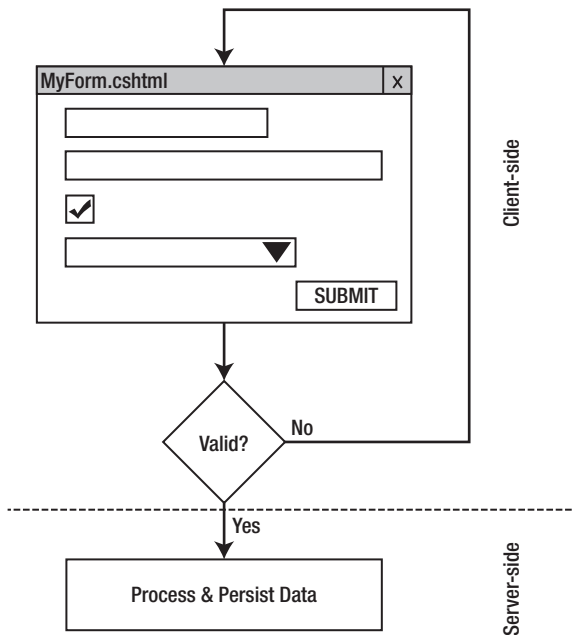 MyForm.cshtml
x
Client-side
SUBMIT
Valid?
No
Yes
Process & Persist Data
Server-side